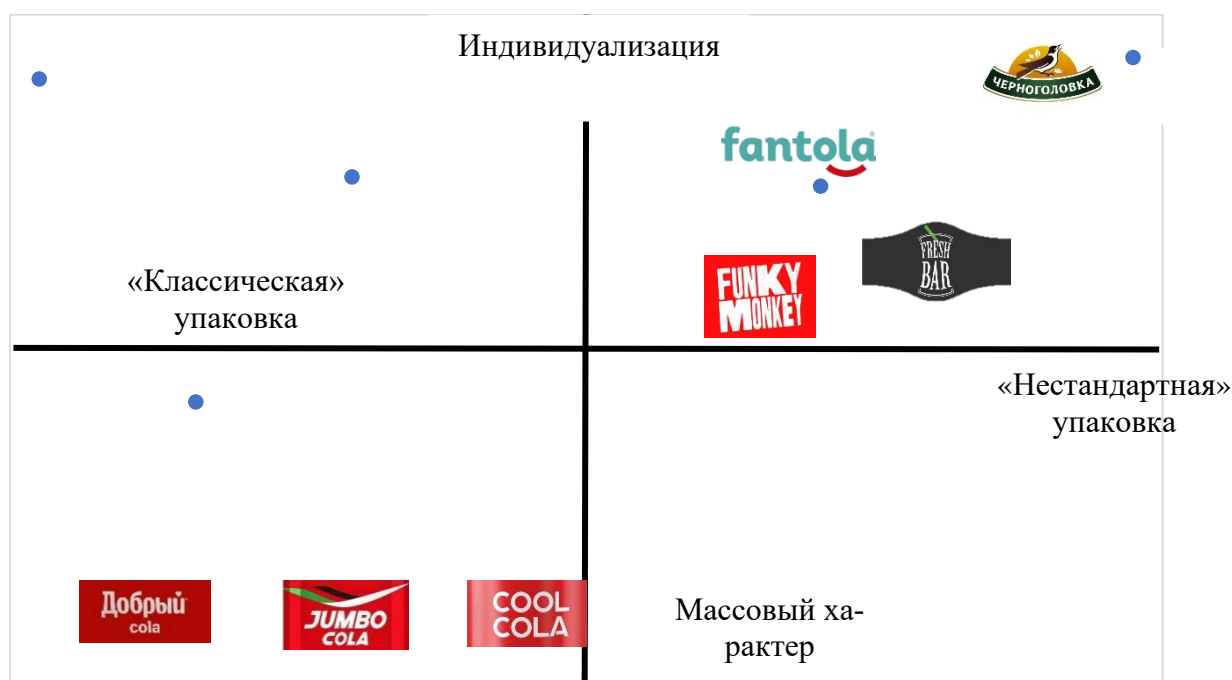 Индивидуализация
ЧЕРНОГОЛОВКА
fantola
FRESH
BAR
FUNKY
MONKEY
«Классическая»
упаковка
«Нестандартная»
упаковка
Добрый
cola
JUMBO
COLA
COOL
COLA
Массовый ха-
рактер